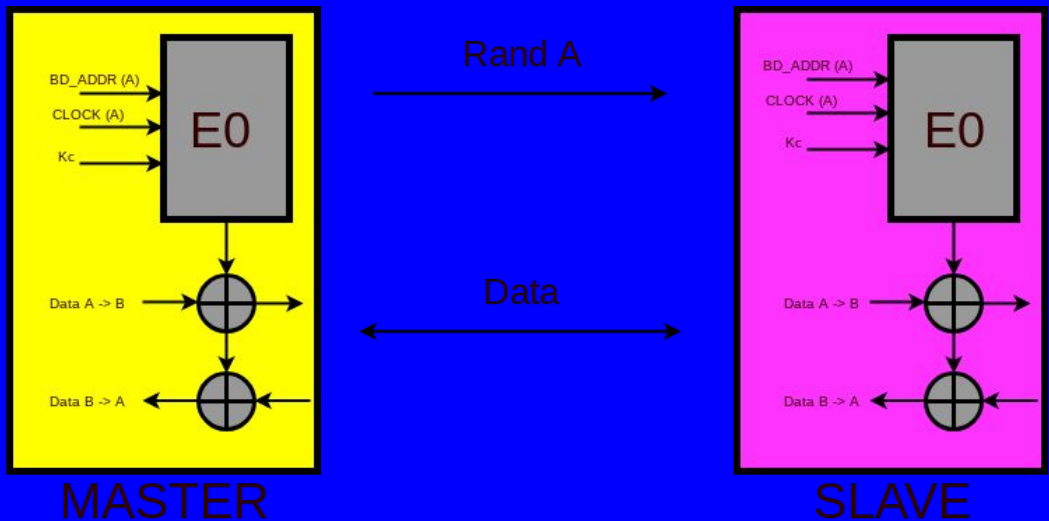 BD_ADDR (A)
CLOCK (A)
Kc
E0
Data A -> B
Data B -> A
MASTER
Rand A
Data
BD_ADDR (A)
CLOCK (A)
Kc
E0
Data A -> B
Data B -> A
SLAVE